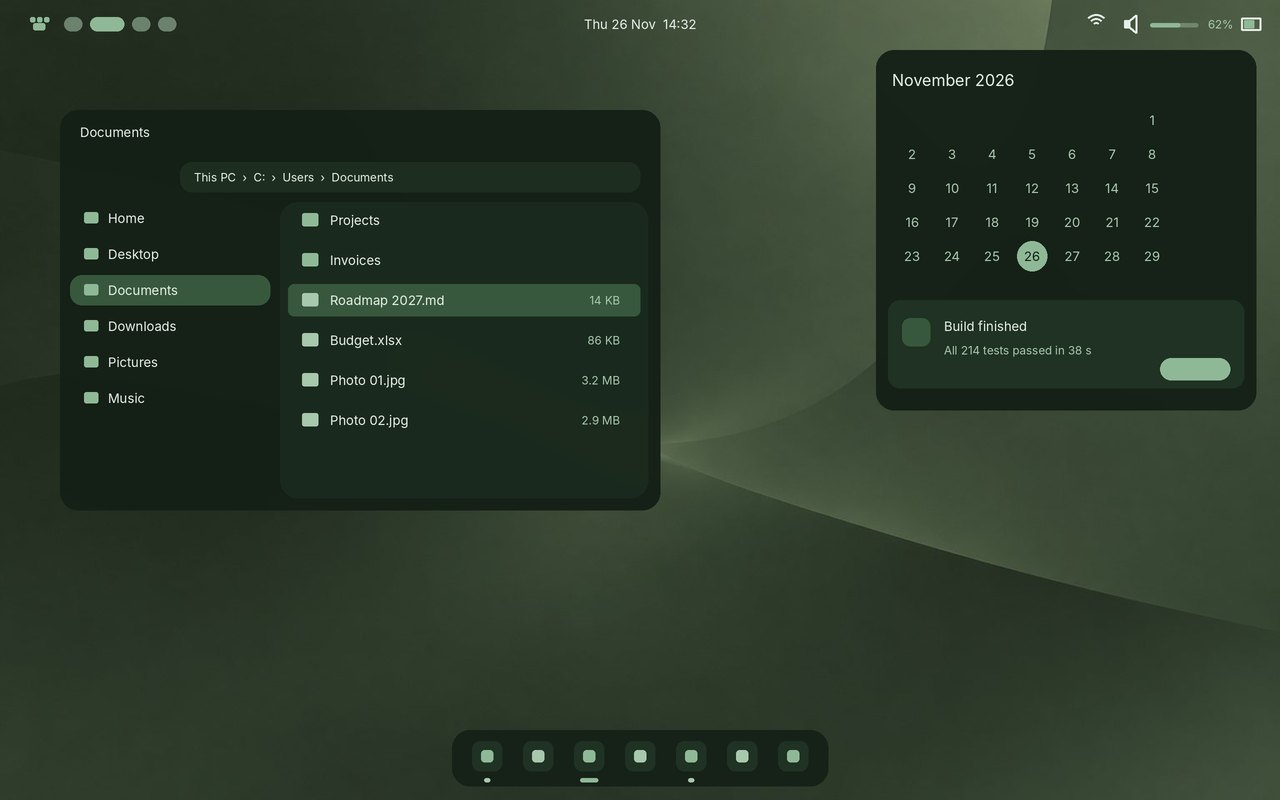 Thu 26 Nov 14:32
62%
Documents
This PC › C: › Users › Documents
Home
Desktop
Documents
Downloads
Pictures
Music
Projects
Invoices
Roadmap 2027.md 14 KB
Budget.xlsx 86 KB
Photo 01.jpg 3.2 MB
Photo 02.jpg 2.9 MB
November 2026
1
2 3 4 5 6 7 8
9 10 11 12 13 14 15
16 17 18 19 20 21 22
23 24 25 26 27 28 29
Build finished
All 214 tests passed in 38 s